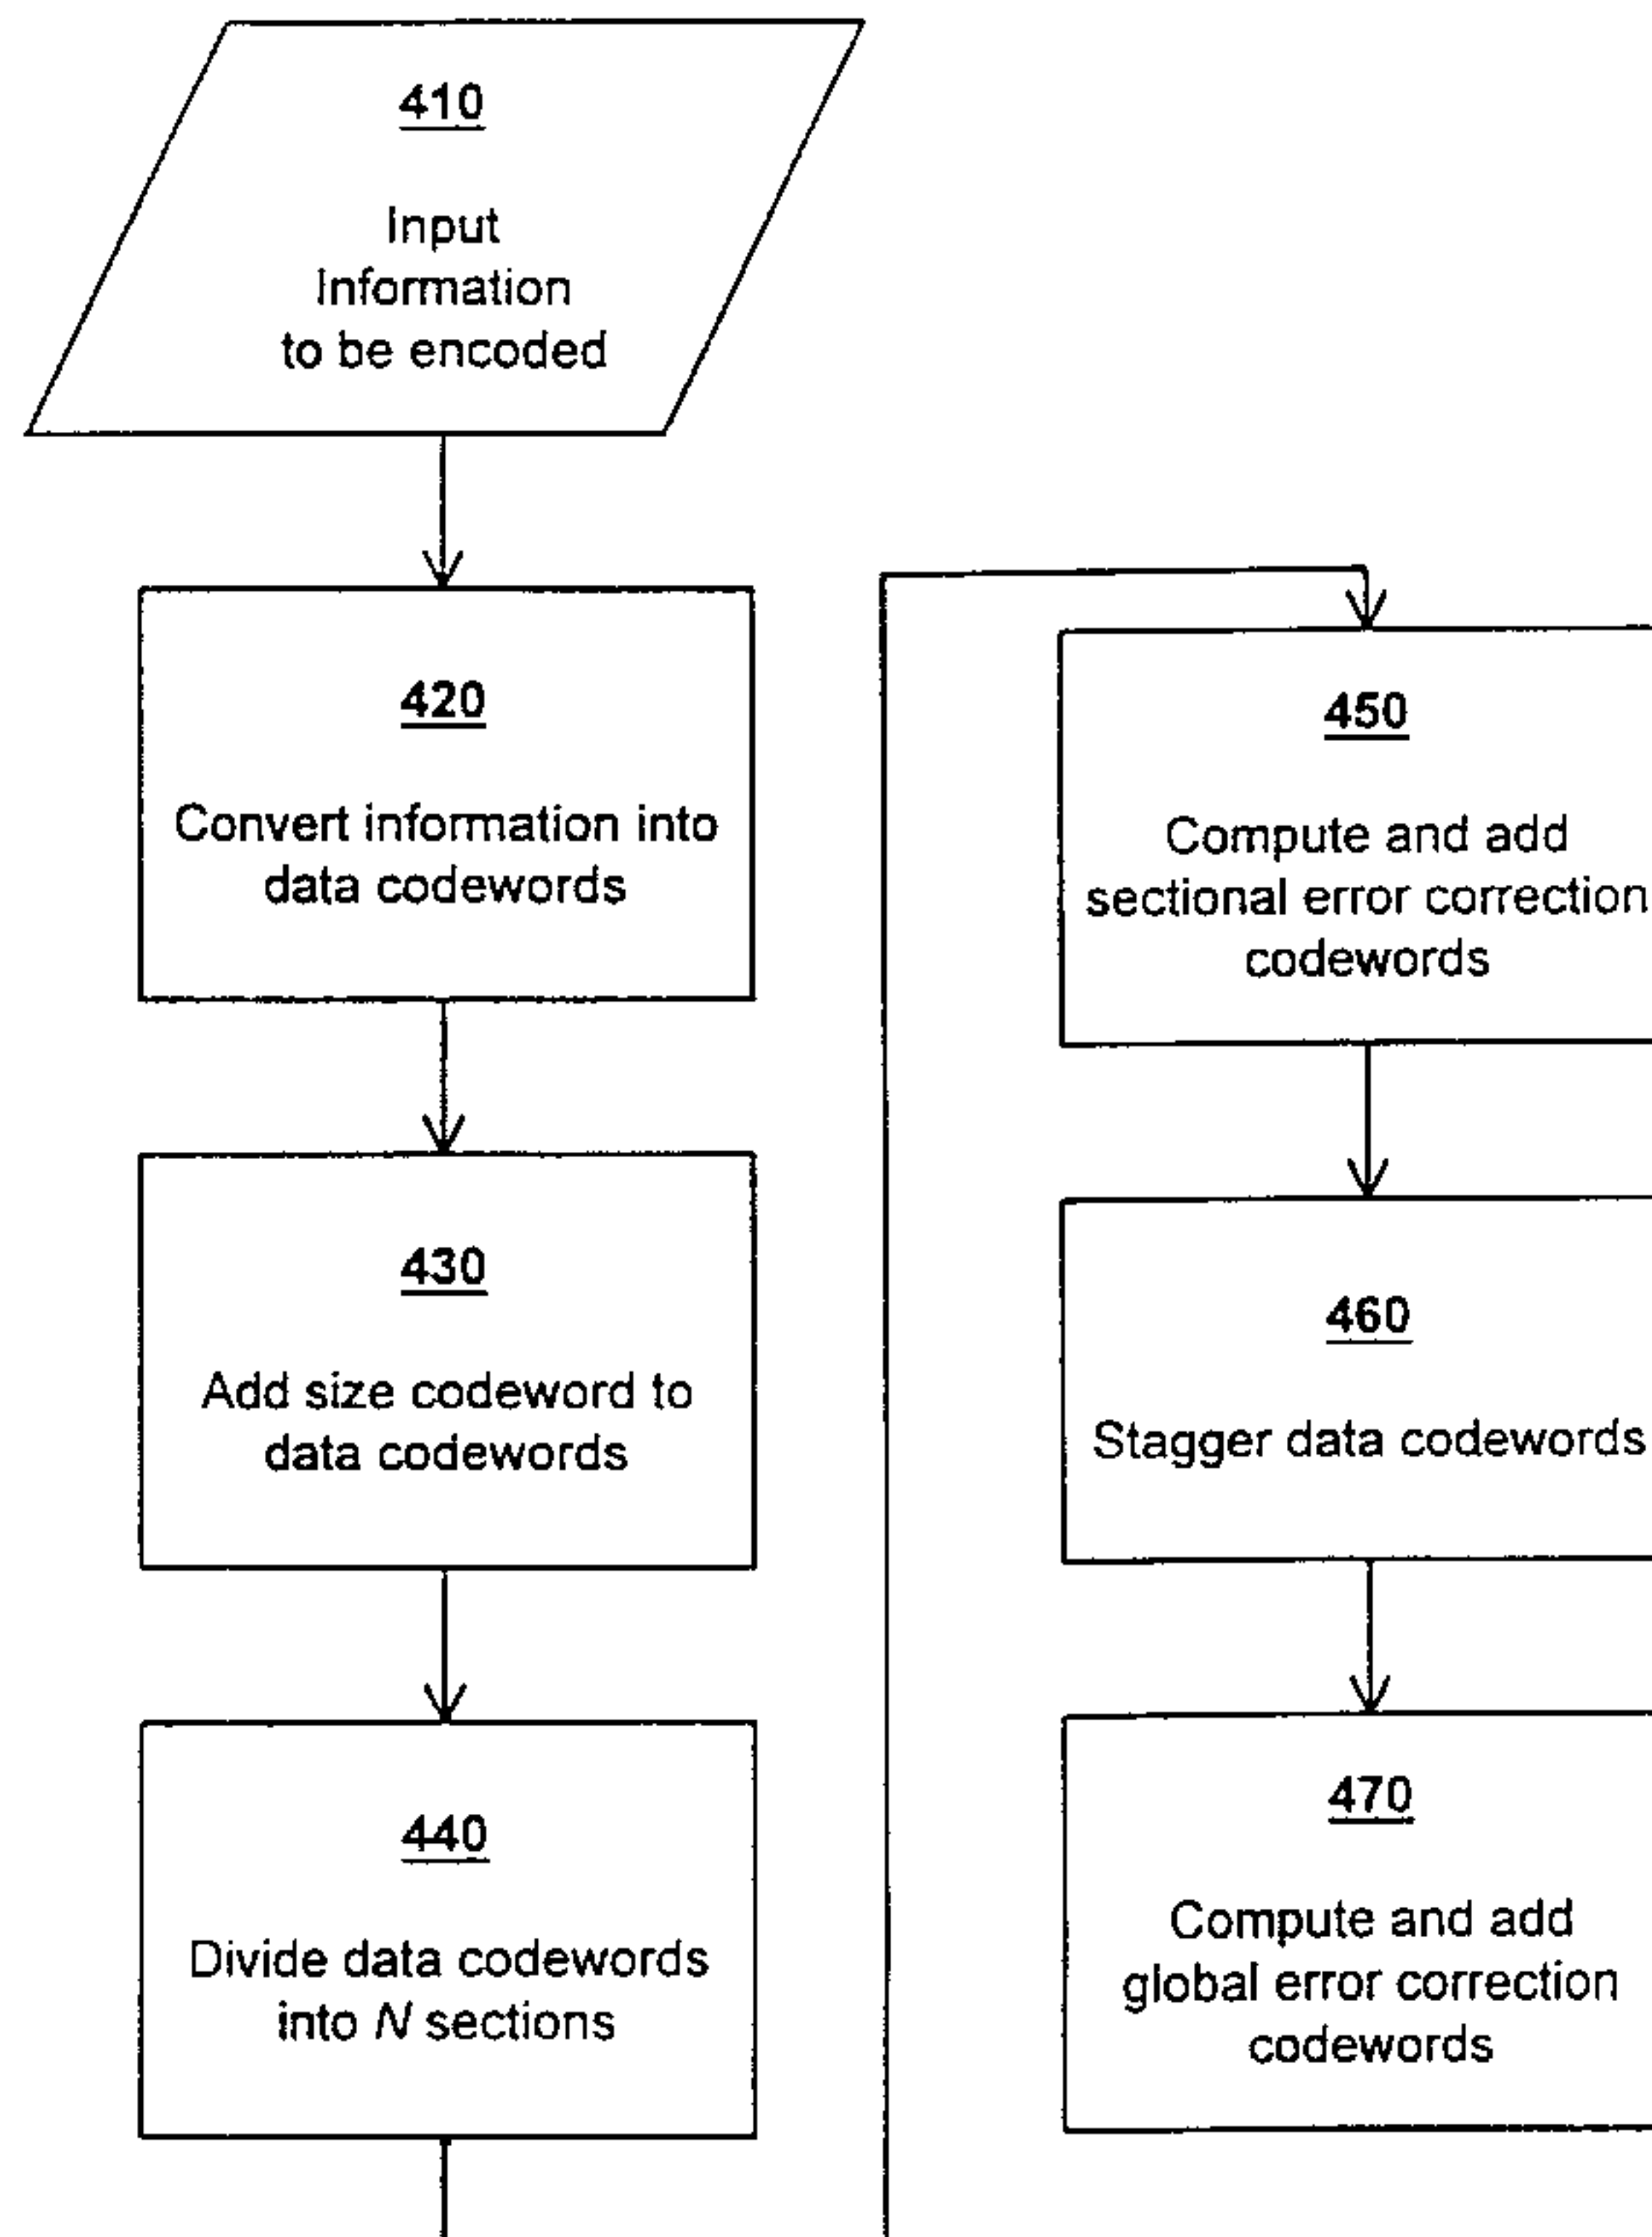 410
Input
Information
to be encoded
420
Convert information into
data codewords
430
Add size codeword to
data codewords
440
Divide data codewords
into N sections
450
Compute and add
sectional error correction
codewords
460
Stagger data codewords
470
Compute and add
global error correction
codewords